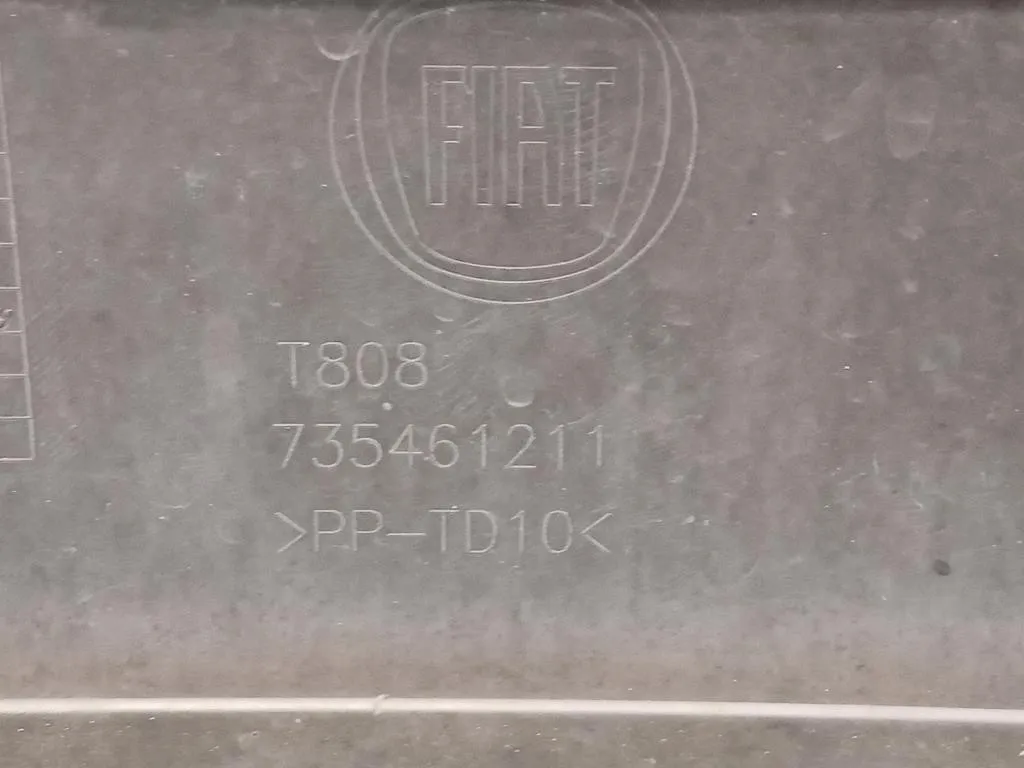 FIAT
T808
735461211
>PP-TD10<